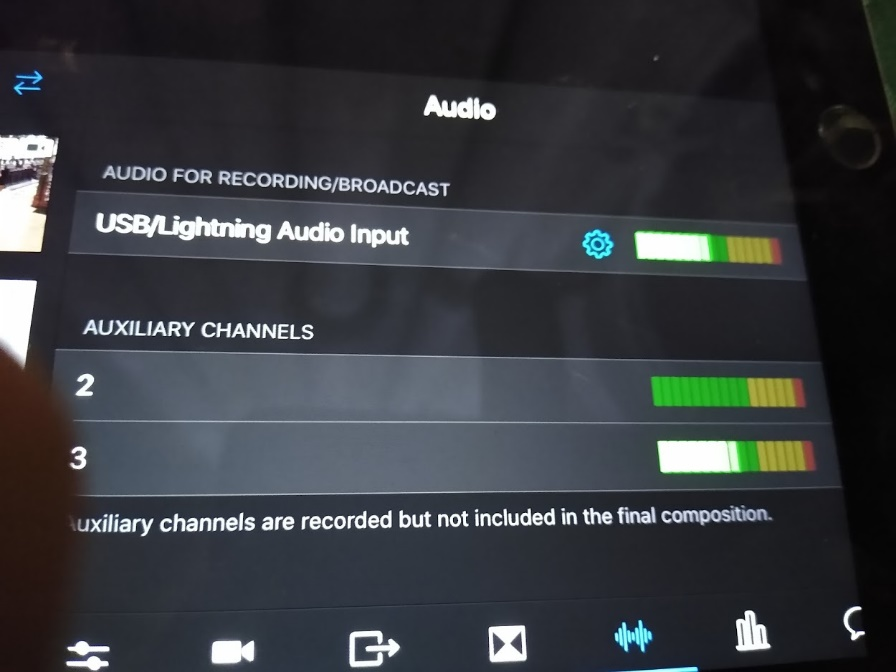 Audio
AUDIO FOR RECORDING/BROADCAST
USB/Lightning Audio Input
AUXILIARY CHANNELS
2
3
Auxiliary channels are recorded but not included in the final composition.